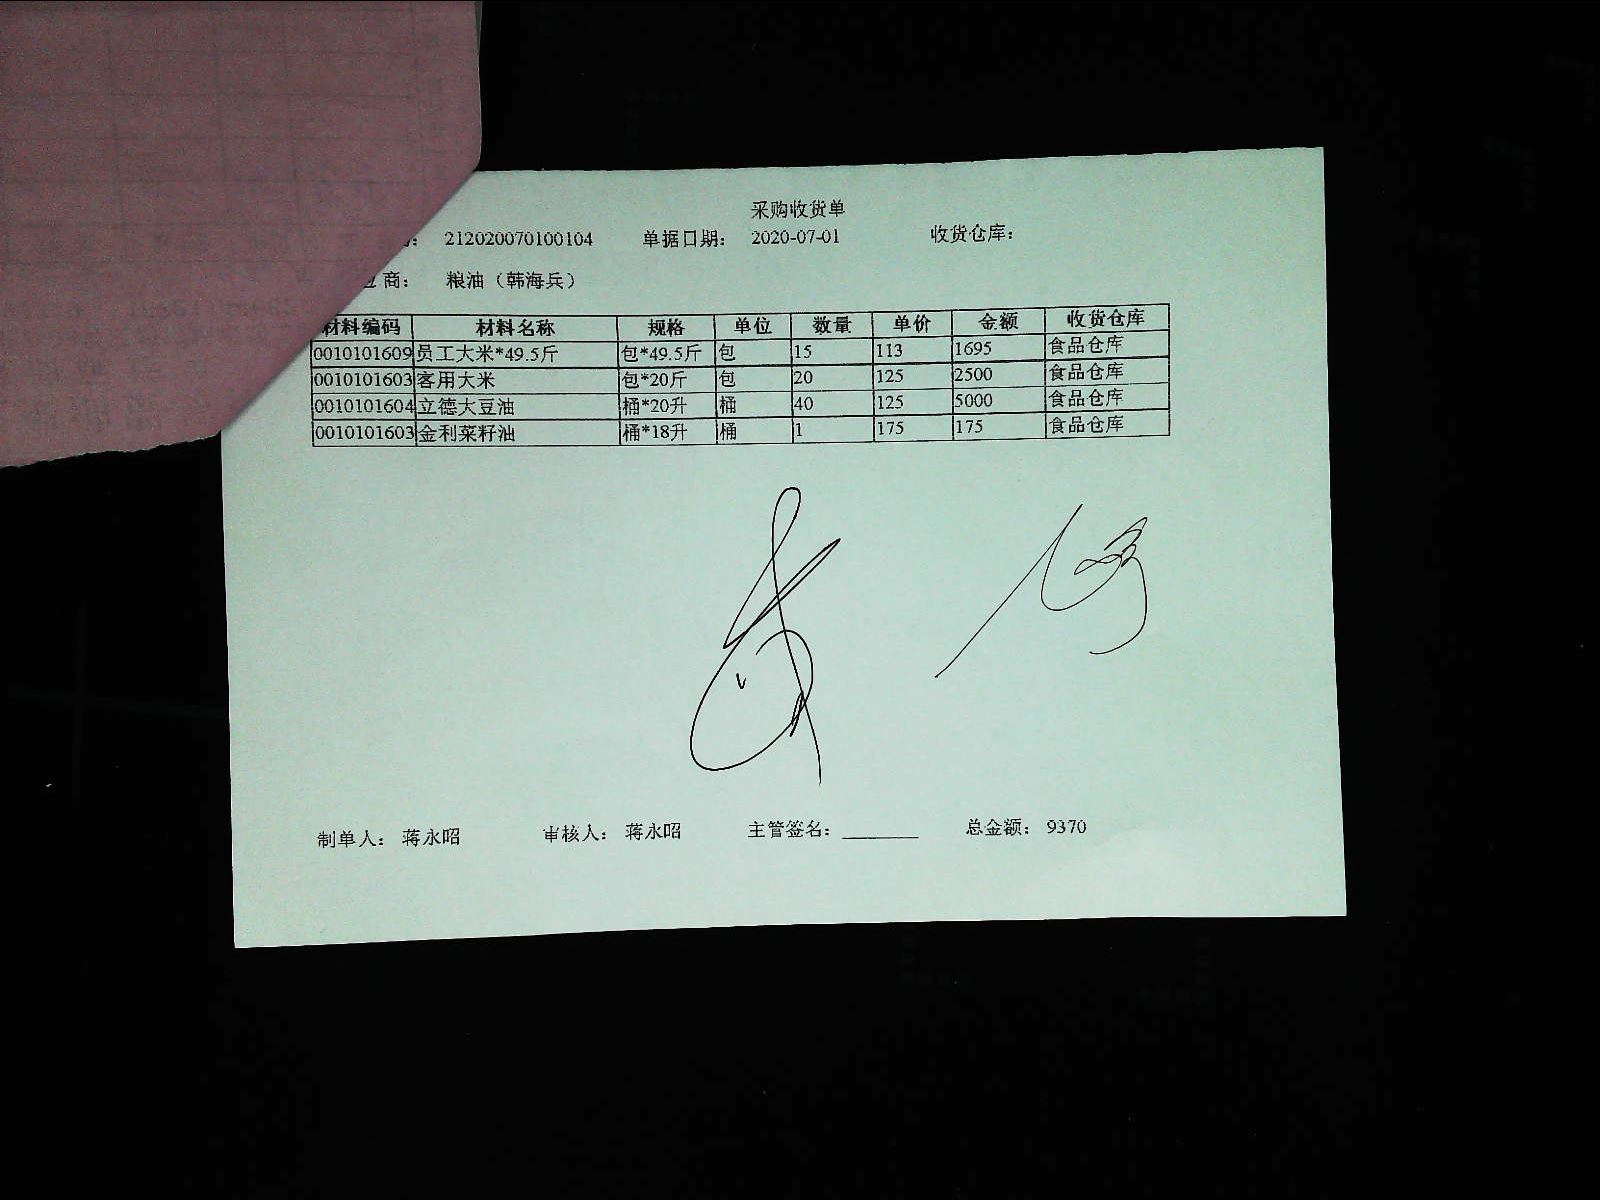 采购收货单
212020070100104 单据日期: 2020-07-01 收货仓库:
商: 粮油（韩海兵）
材料编码 材料名称 规格 单位 数量 单价 金额 收货仓库
0010101609 员工大米*49.5斤 包*49.5斤 包 15 113 1695 食品仓库
0010101603 客用大米 包*20斤 包 20 125 2500 食品仓库
0010101604 立德大豆油 桶*20升 桶 40 125 5000 食品仓库
0010101603 金利菜籽油 桶*18升 桶 1 175 175 食品仓库
制单人: 蒋永昭 审核人: 蒋永昭 主管签名: ________ 总金额: 9370